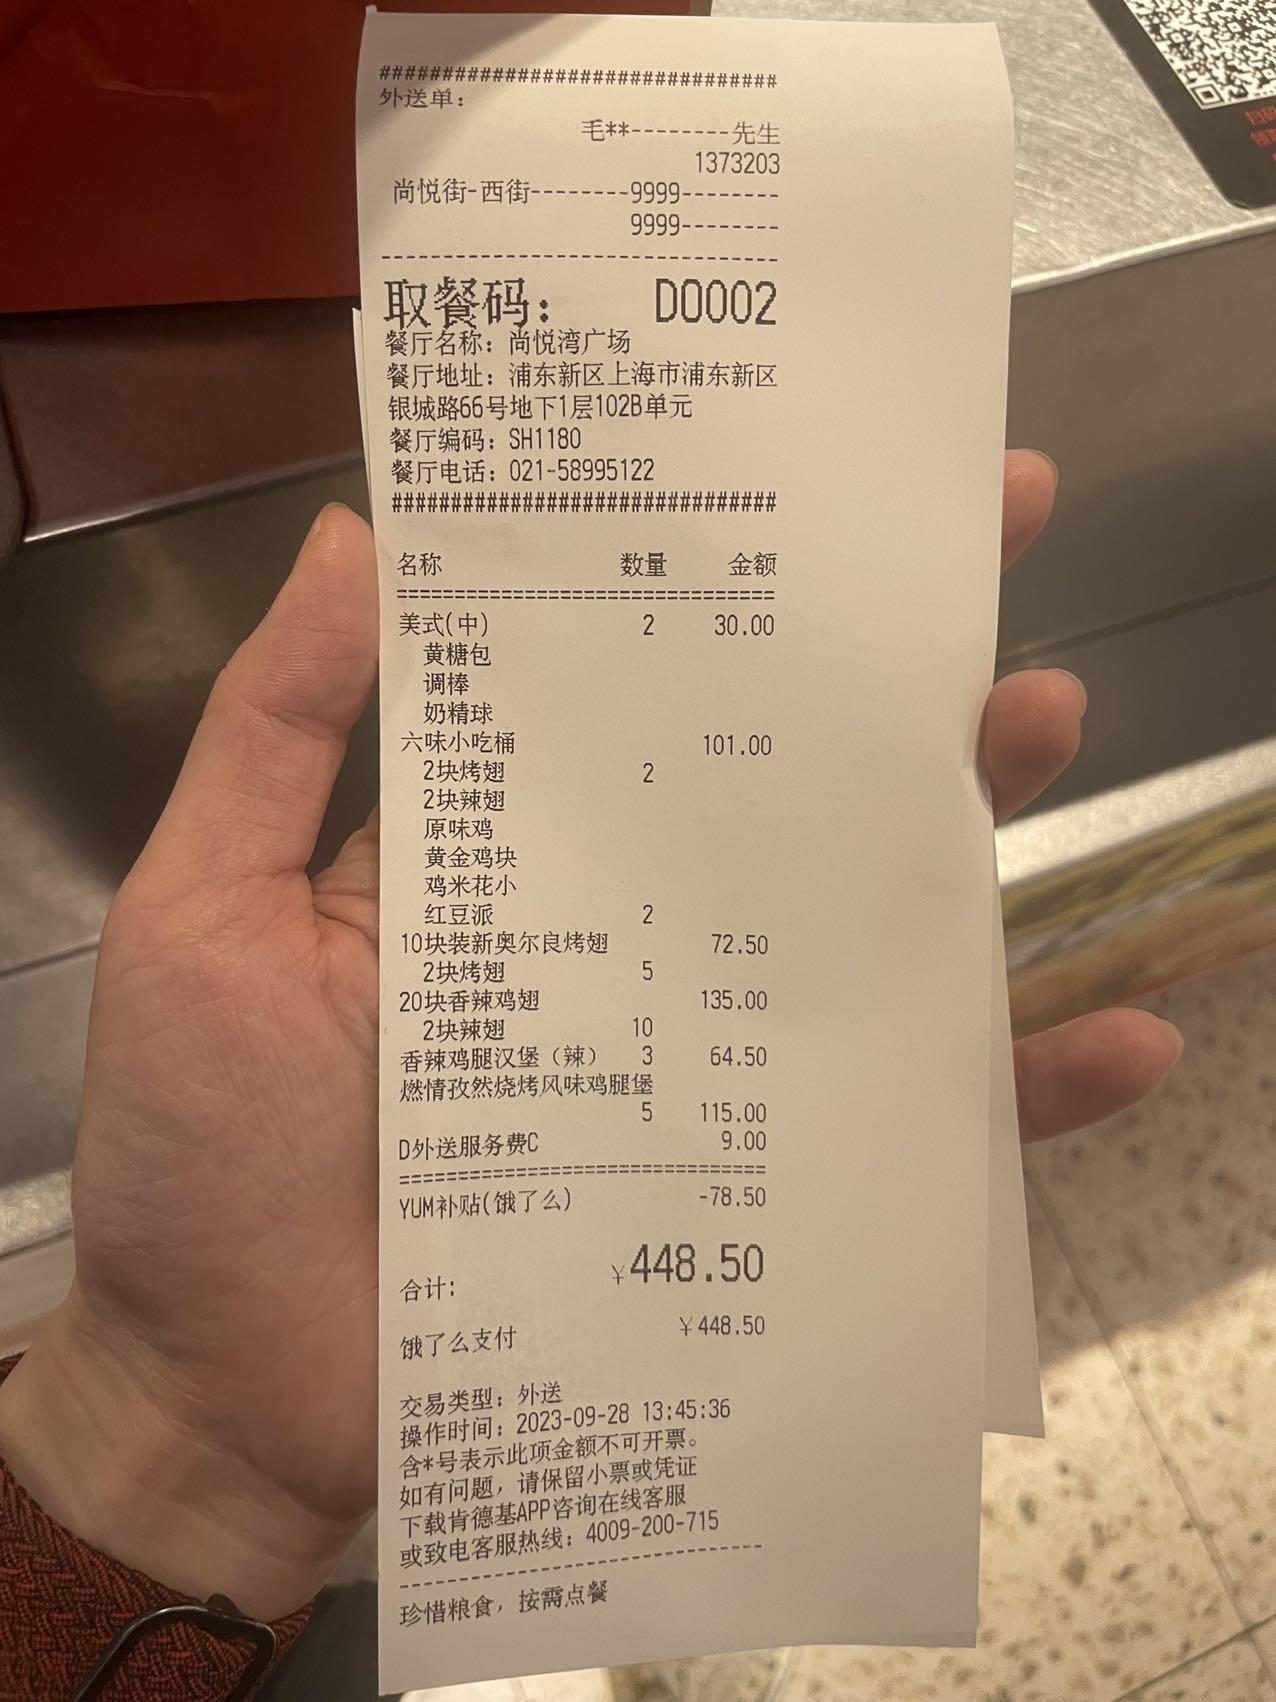 ################################
外送单：
毛**--------先生
1373203
尚悦街-西街--------9999--------
9999--------
--------------------------------
取餐码： D0002
餐厅名称：尚悦湾广场
餐厅地址：浦东新区上海市浦东新区
银城路66号地下1层102B单元
餐厅编码：SH1180
餐厅电话：021-58995122
################################
名称 数量 金额
================================
美式(中) 2 30.00
黄糖包
调棒
奶精球
六味小吃桶 101.00
2块烤翅 2
2块辣翅
原味鸡
黄金鸡块
鸡米花小
红豆派 2
10块装新奥尔良烤翅 72.50
2块烤翅 5
20块香辣鸡翅 135.00
2块辣翅 10
香辣鸡腿汉堡（辣） 3 64.50
燃情孜然烧烤风味鸡腿堡
5 115.00
D外送服务费C 9.00
================================
YUM补贴(饿了么) -78.50
合计: ¥448.50
饿了么支付 ¥448.50
交易类型：外送
操作时间：2023-09-28 13:45:36
含*号表示此项金额不可开票。
如有问题，请保留小票或凭证
下载肯德基APP咨询在线客服
或致电客服热线：4009-200-715
--------------------------------
珍惜粮食，按需点餐